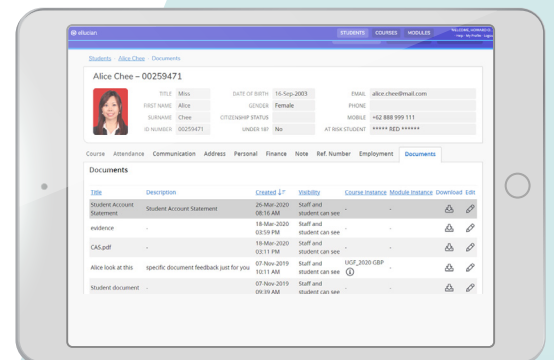 ellucian STUDENTS COURSES MODULES WELCOME, HOWARD O.
Help My Profile Logout
Students › Alice Chee › Documents
Alice Chee – 00259471
TITLE Miss DATE OF BIRTH 16-Sep-2003 EMAIL alice.chee@mail.com
FIRST NAME Alice GENDER Female PHONE
SURNAME Chee CITIZENSHIP STATUS MOBILE +62 888 999 111
ID NUMBER 00259471 UNDER 18? No AT RISK STUDENT ***** RED ******
Course Attendance Communication Address Personal Finance Note Ref. Number Employment Documents
Documents
Title Description Created Visibility Course Instance Module Instance Download Edit
Student Account Statement Student Account Statement 26-Mar-2020 08:16 AM Staff and student can see - -
evidence - 18-Mar-2020 03:59 PM Staff and student can see - -
CAS.pdf - 18-Mar-2020 03:11 PM Staff and student can see - -
Alice look at this specific document feedback just for you 07-Nov-2019 10:11 AM Staff and student can see UGF_2020-GBP -
Student document - 07-Nov-2019 09:39 AM Staff and student can see - -